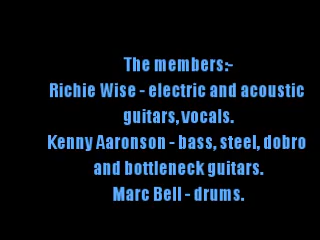 The members:-
Richie Wise - electric and acoustic
guitars, vocals.
Kenny Aaronson - bass, steel, dobro
and bottleneck guitars.
Marc Bell - drums.